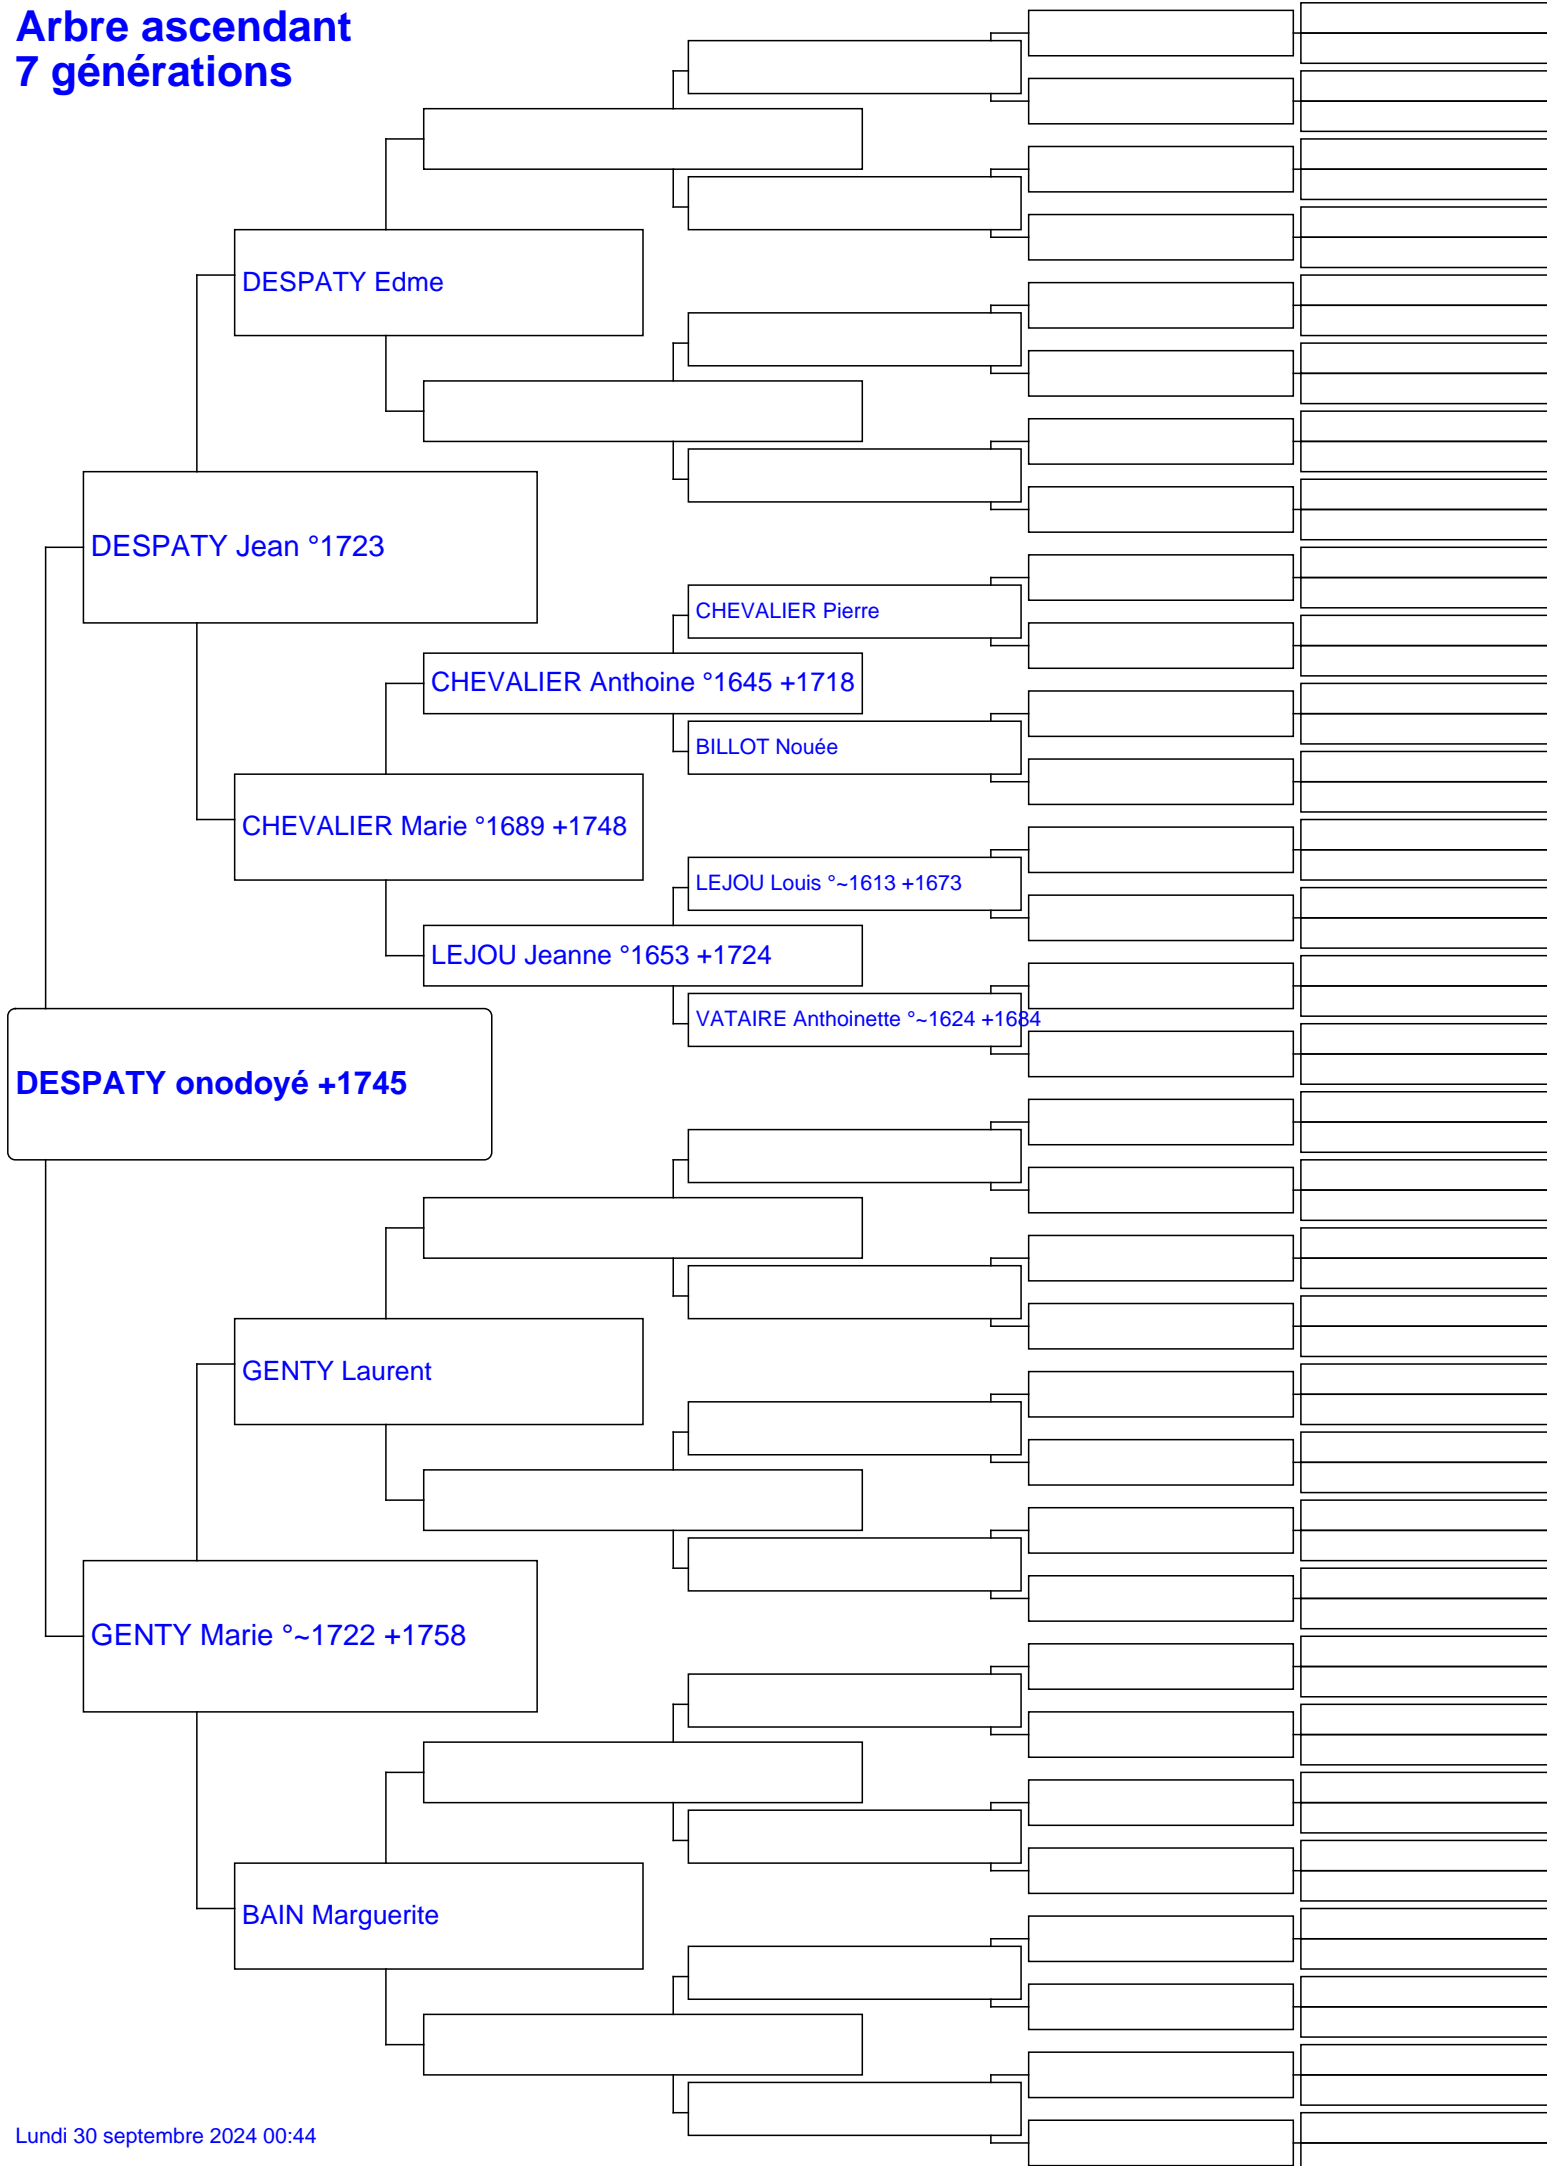 Arbre ascendant
7 générations
DESPATY Edme
DESPATY Jean °1723
CHEVALIER Pierre
CHEVALIER Anthoine °1645 +1718
BILLOT Nouée
CHEVALIER Marie °1689 +1748
LEJOU Louis °~1613 +1673
LEJOU Jeanne °1653 +1724
VATAIRE Anthoinette °~1624 +1684
DESPATY onodoyé +1745
GENTY Laurent
GENTY Marie °~1722 +1758
BAIN Marguerite
Lundi 30 septembre 2024 00:44